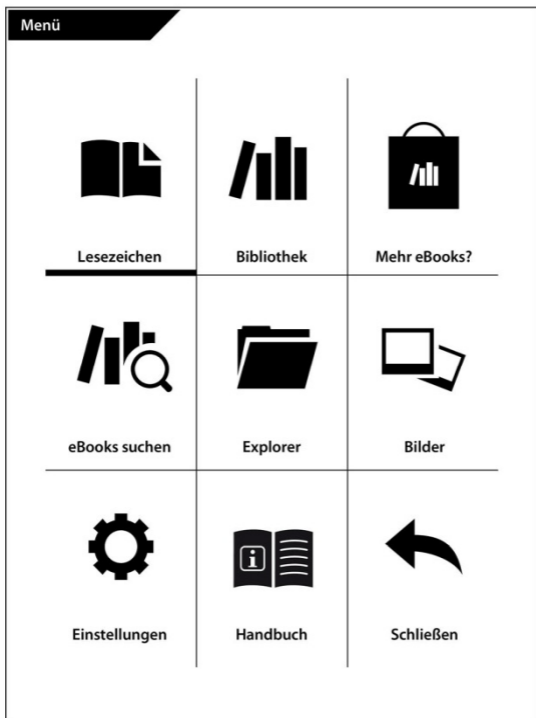 Menü
Lesezeichen
Bibliothek
Mehr eBooks?
eBooks suchen
Explorer
Bilder
i
Einstellungen
Handbuch
Schließen